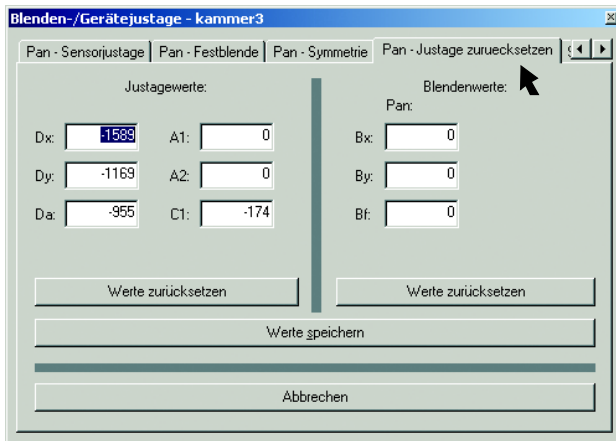 Blenden-/Gerätejustage - kammer3
Pan - Sensorjustage Pan - Festblende Pan - Symmetrie Pan - Justage zuruecksetzen
Justagewerte: Blendenwerte:
Pan:
Dx: -1589 A1: 0 Bx: 0
Dy: -1169 A2: 0 By: 0
Da: -955 C1: -174 Bf: 0
Werte zurücksetzen Werte zurücksetzen
Werte speichern
Abbrechen